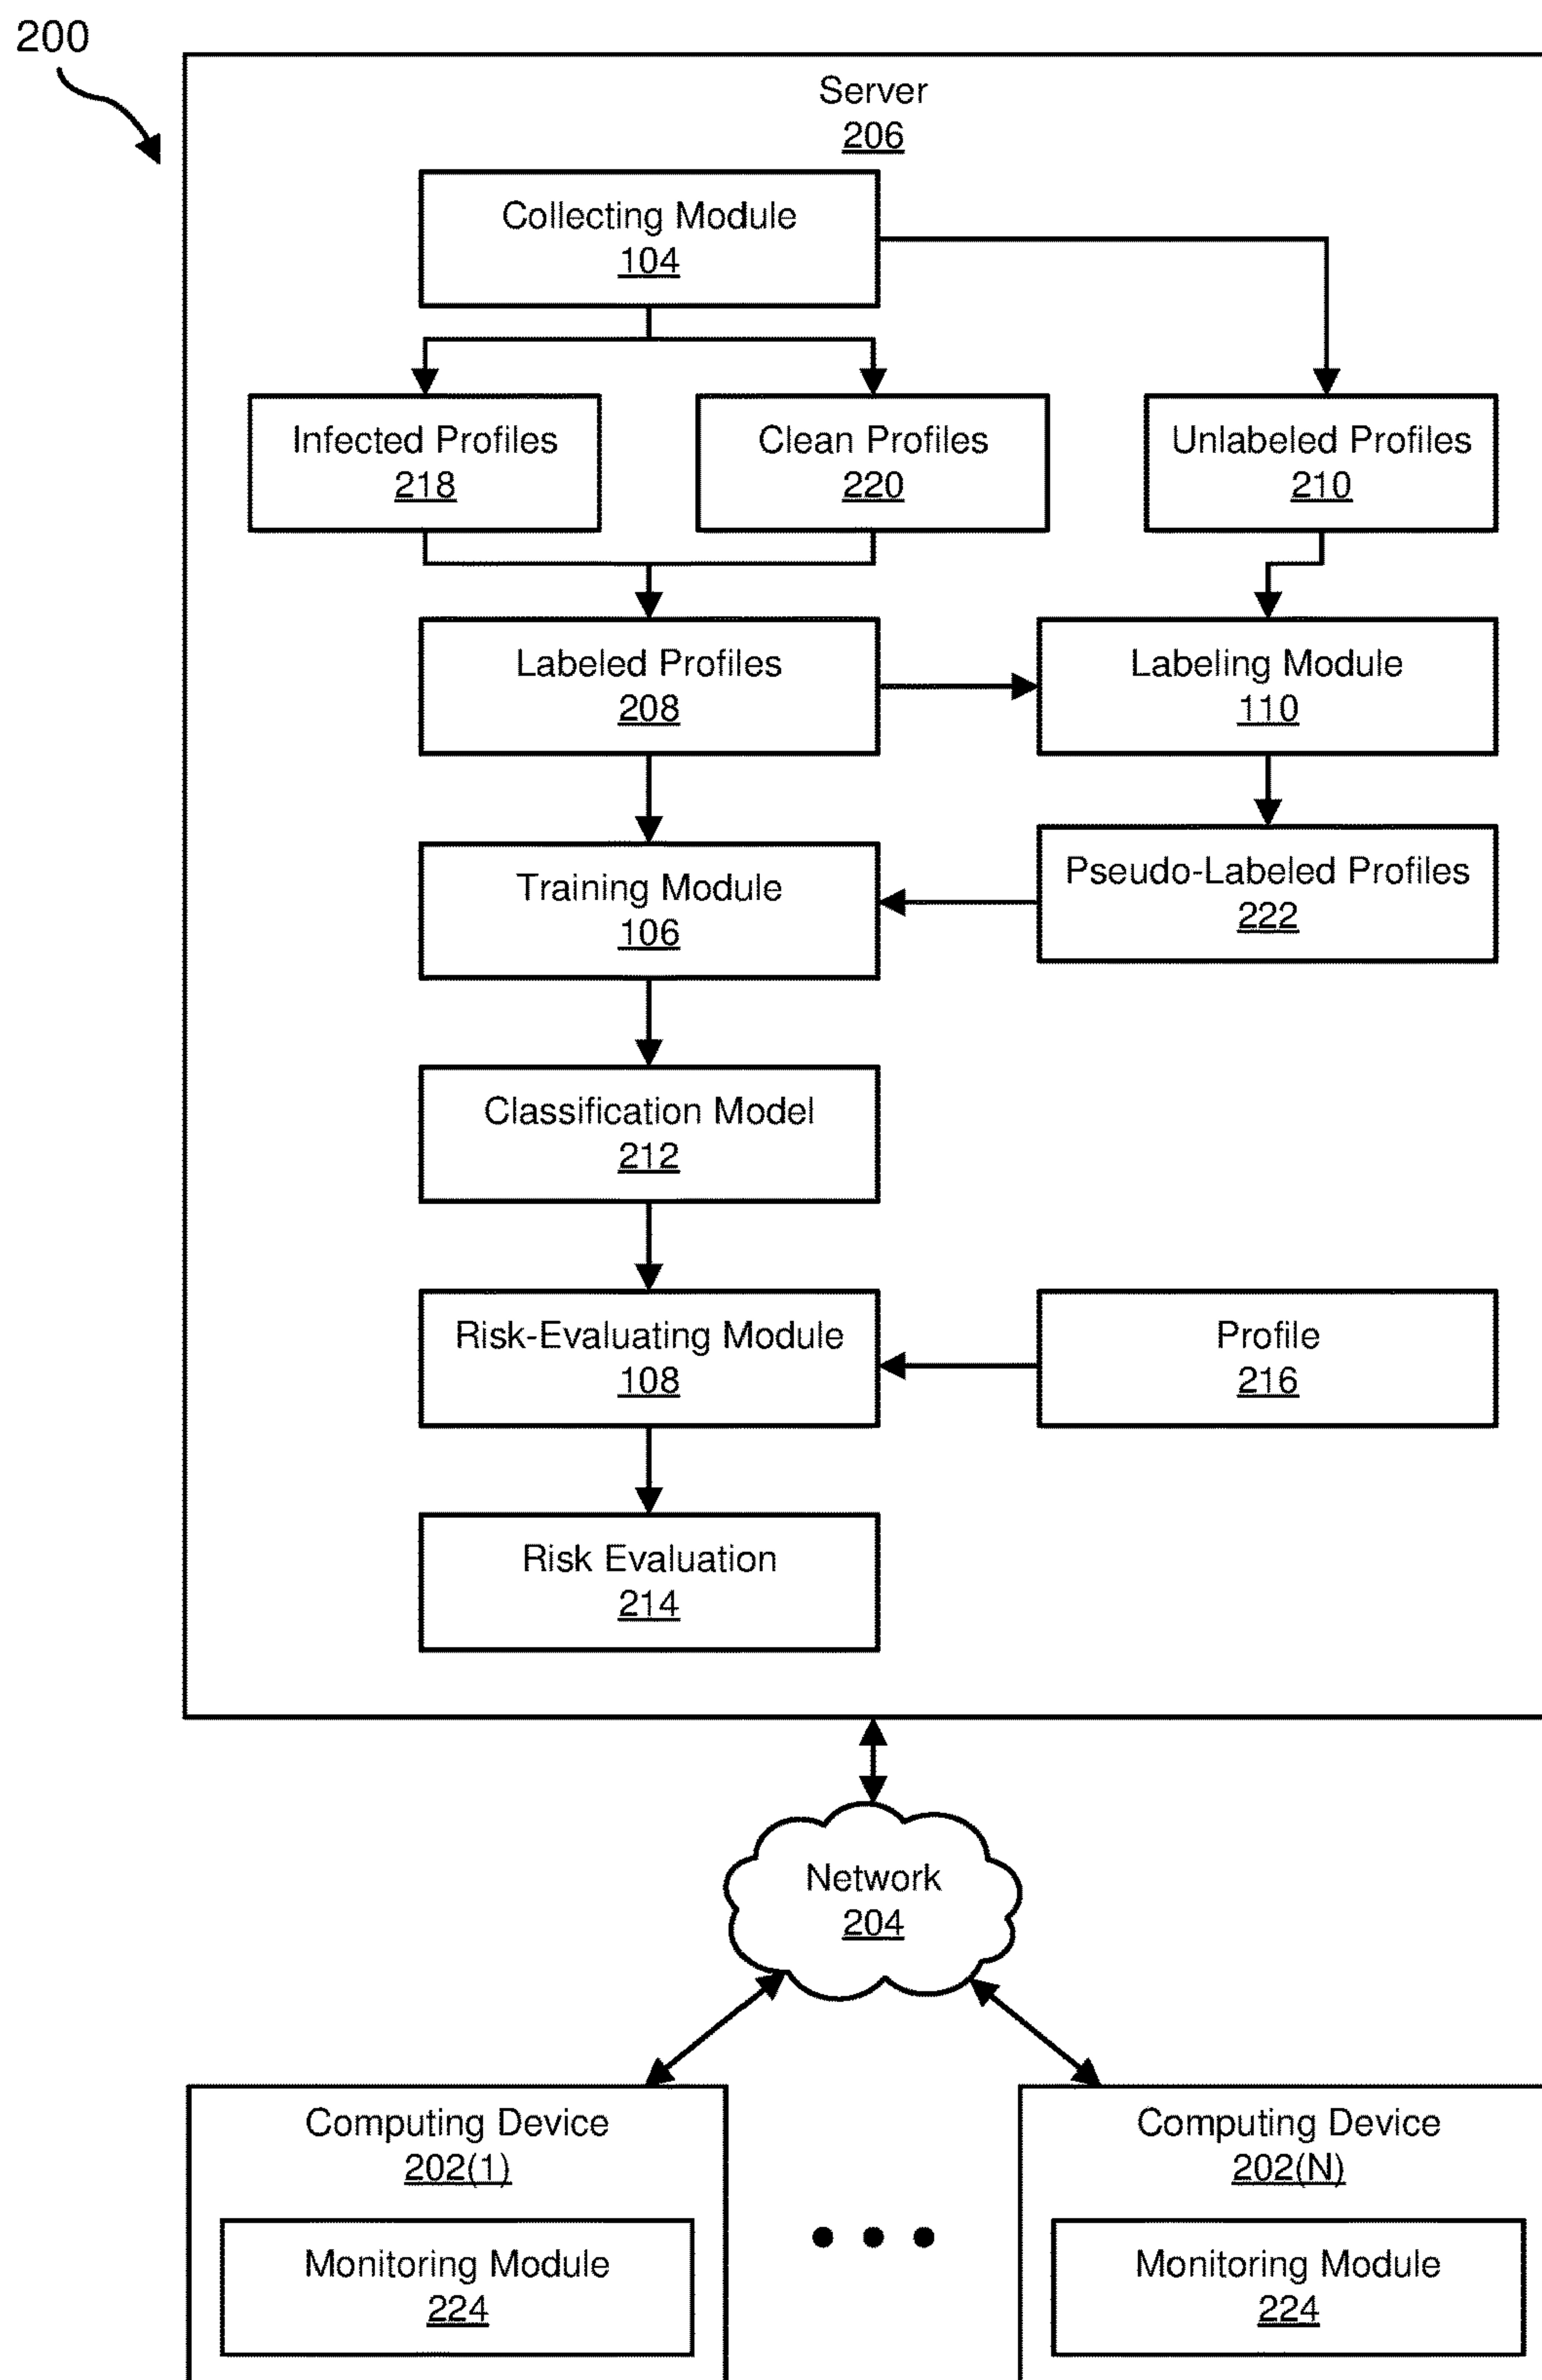 200
Server
206
Collecting Module
104
Infected Profiles
218
Clean Profiles
220
Unlabeled Profiles
210
Labeled Profiles
208
Labeling Module
110
Training Module
106
Pseudo-Labeled Profiles
222
Classification Model
212
Risk-Evaluating Module
108
Profile
216
Risk Evaluation
214
Network
204
Computing Device
202(1)
Monitoring Module
224
Computing Device
202(N)
Monitoring Module
224